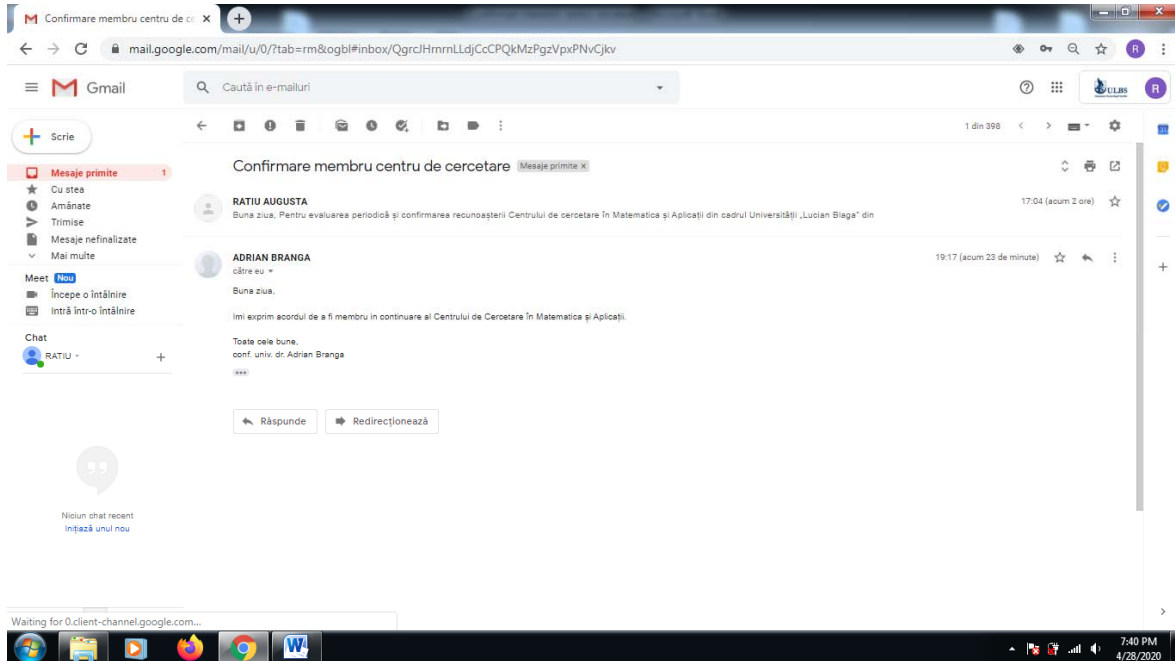 Confirmare membru centru de ce
mail.google.com/mail/u/0/?tab=rm&ogbl#inbox/QgrcJHrnrnLLdjCcCPQkMzPgzVpxPNvCjkv
R
Gmail
Caută în e-mailuri
ULBS
R
Scrie
1 din 398
Mesaje primite 1
Cu stea
Amânate
Trimise
Mesaje nefinalizate
Mai multe
Meet Nou
Începe o întâlnire
Intră într-o întâlnire
Chat
RATIU
Niciun chat recent
Inițiază unul nou
Confirmare membru centru de cercetare Mesaje primite x
RATIU AUGUSTA 17:04 (acum 2 ore)
Buna ziua, Pentru evaluarea periodică și confirmarea recunoașterii Centrului de cercetare în Matematica și Aplicații din cadrul Universității „Lucian Blaga" din
ADRIAN BRANGA 19:17 (acum 23 de minute)
către eu
Buna ziua,
Imi exprim acordul de a fi membru in continuare al Centrului de Cercetare în Matematica și Aplicații.
Toate cele bune,
conf. univ. dr. Adrian Branga
Răspunde Redirecționează
Waiting for 0.client-channel.google.com...
7:40 PM
4/28/2020